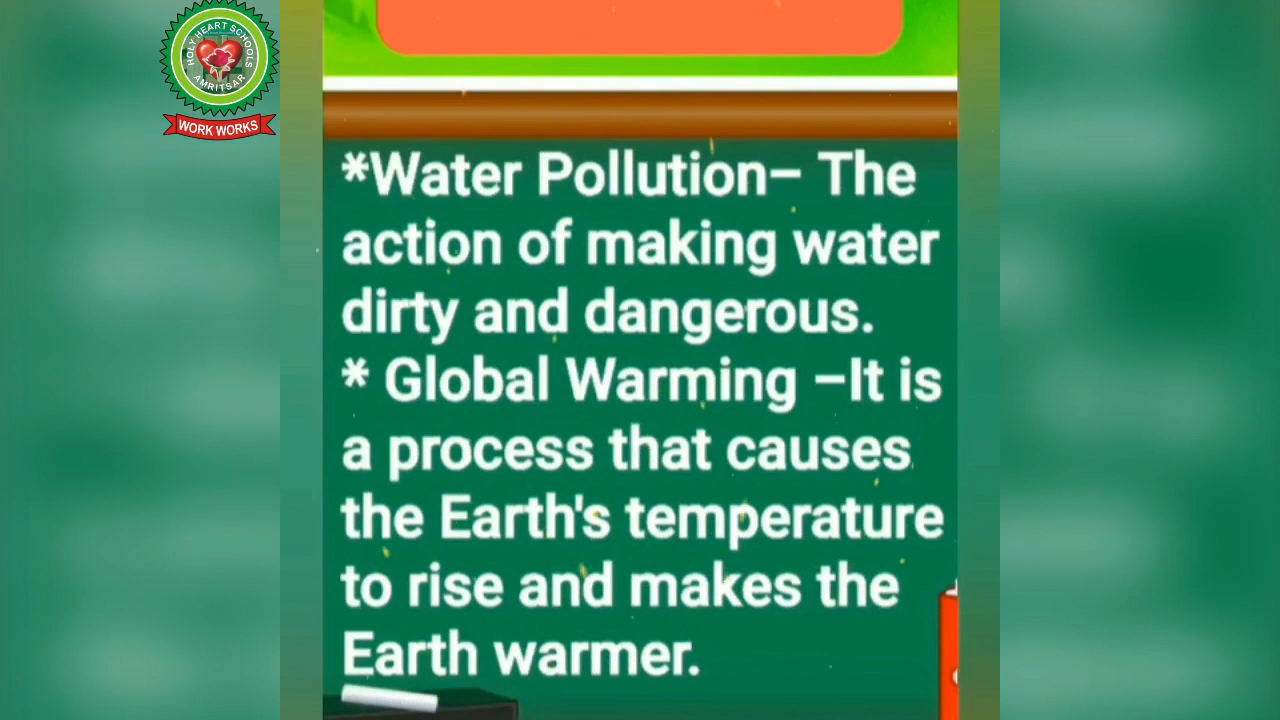 HOLY HEART SCHOOLS
AMRITSAR
WORK WORKS
*Water Pollution– The
action of making water
dirty and dangerous.
* Global Warming –It is
a process that causes
the Earth's temperature
to rise and makes the
Earth warmer.